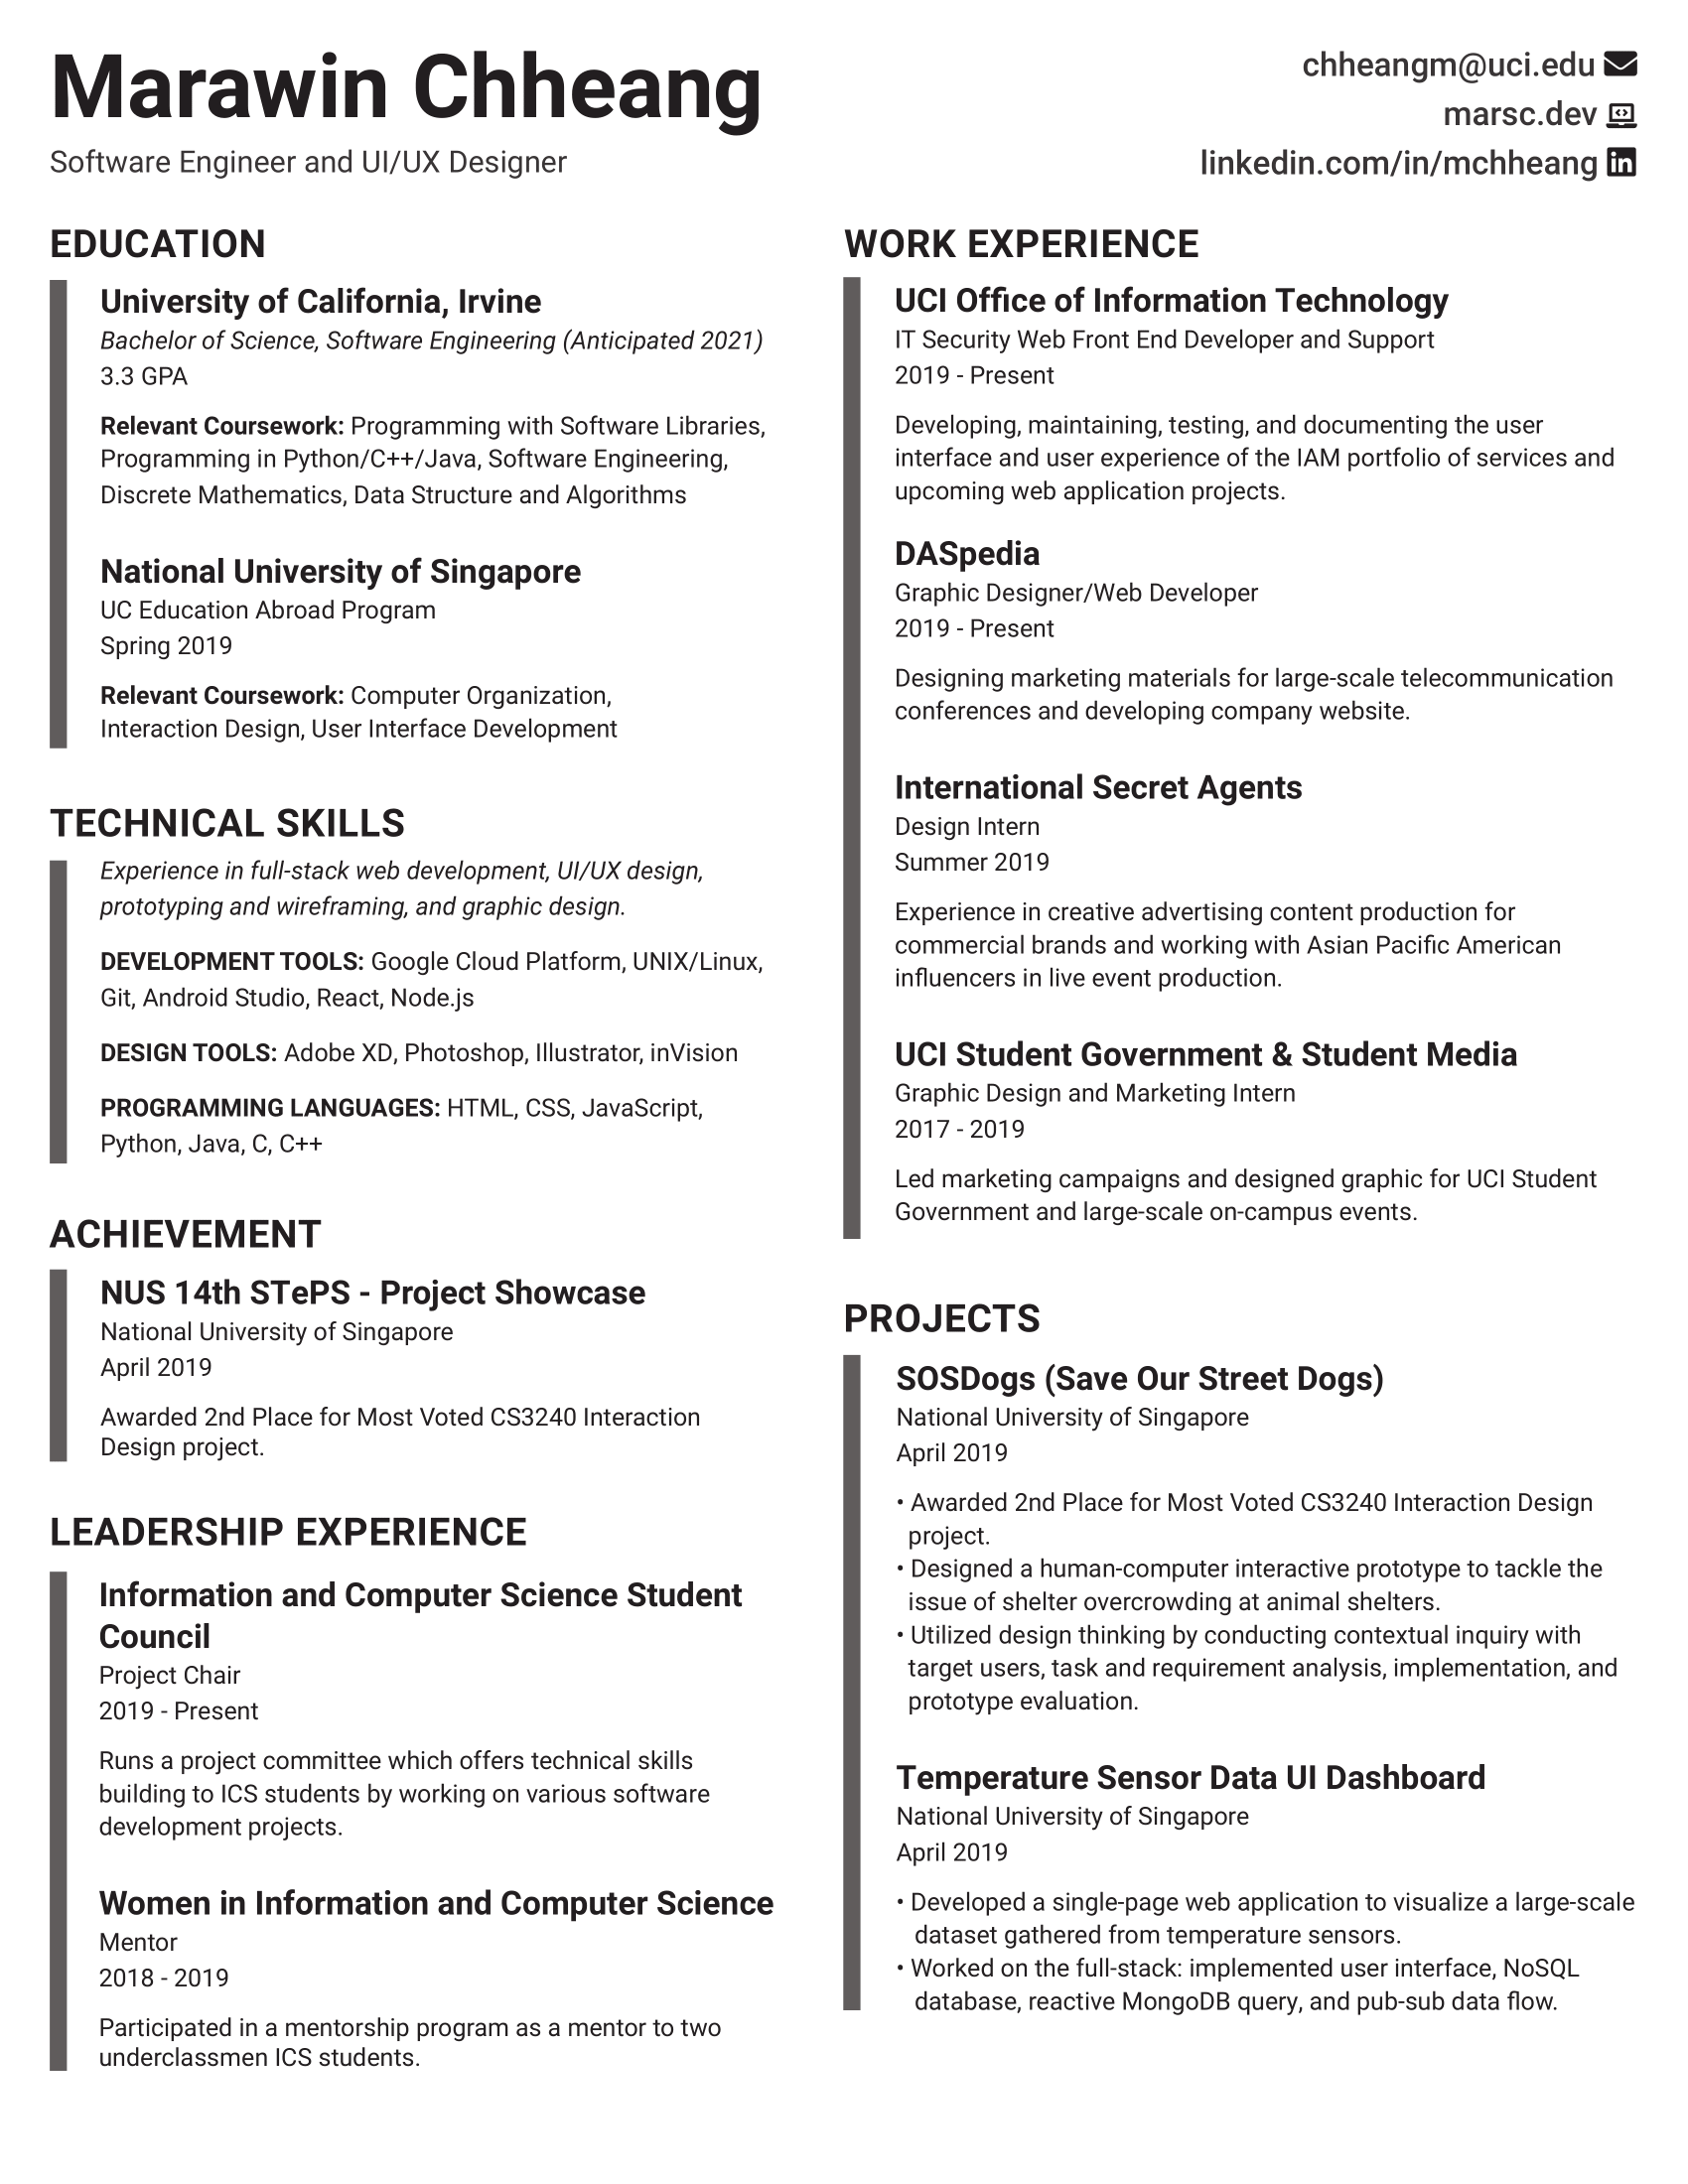 Marawin Chheang
Software Engineer and UI/UX Designer
chheangm@uci.edu
marsc.dev
linkedin.com/in/mchheang
EDUCATION
University of California, Irvine
Bachelor of Science, Software Engineering (Anticipated 2021)
3.3 GPA
Relevant Coursework: Programming with Software Libraries,
Programming in Python/C++/Java, Software Engineering,
Discrete Mathematics, Data Structure and Algorithms
National University of Singapore
UC Education Abroad Program
Spring 2019
Relevant Coursework: Computer Organization,
Interaction Design, User Interface Development
TECHNICAL SKILLS
Experience in full-stack web development, UI/UX design,
prototyping and wireframing, and graphic design.
DEVELOPMENT TOOLS: Google Cloud Platform, UNIX/Linux,
Git, Android Studio, React, Node.js
DESIGN TOOLS: Adobe XD, Photoshop, Illustrator, inVision
PROGRAMMING LANGUAGES: HTML, CSS, JavaScript,
Python, Java, C, C++
ACHIEVEMENT
NUS 14th STePS - Project Showcase
National University of Singapore
April 2019
Awarded 2nd Place for Most Voted CS3240 Interaction
Design project.
LEADERSHIP EXPERIENCE
Information and Computer Science Student
Council
Project Chair
2019 - Present
Runs a project committee which offers technical skills
building to ICS students by working on various software
development projects.
Women in Information and Computer Science
Mentor
2018 - 2019
Participated in a mentorship program as a mentor to two
underclassmen ICS students.
WORK EXPERIENCE
UCI Office of Information Technology
IT Security Web Front End Developer and Support
2019 - Present
Developing, maintaining, testing, and documenting the user
interface and user experience of the IAM portfolio of services and
upcoming web application projects.
DASpedia
Graphic Designer/Web Developer
2019 - Present
Designing marketing materials for large-scale telecommunication
conferences and developing company website.
International Secret Agents
Design Intern
Summer 2019
Experience in creative advertising content production for
commercial brands and working with Asian Pacific American
influencers in live event production.
UCI Student Government & Student Media
Graphic Design and Marketing Intern
2017 - 2019
Led marketing campaigns and designed graphic for UCI Student
Government and large-scale on-campus events.
PROJECTS
SOSDogs (Save Our Street Dogs)
National University of Singapore
April 2019
• Awarded 2nd Place for Most Voted CS3240 Interaction Design
project.
• Designed a human-computer interactive prototype to tackle the
issue of shelter overcrowding at animal shelters.
• Utilized design thinking by conducting contextual inquiry with
target users, task and requirement analysis, implementation, and
prototype evaluation.
Temperature Sensor Data UI Dashboard
National University of Singapore
April 2019
• Developed a single-page web application to visualize a large-scale
dataset gathered from temperature sensors.
• Worked on the full-stack: implemented user interface, NoSQL
database, reactive MongoDB query, and pub-sub data flow.